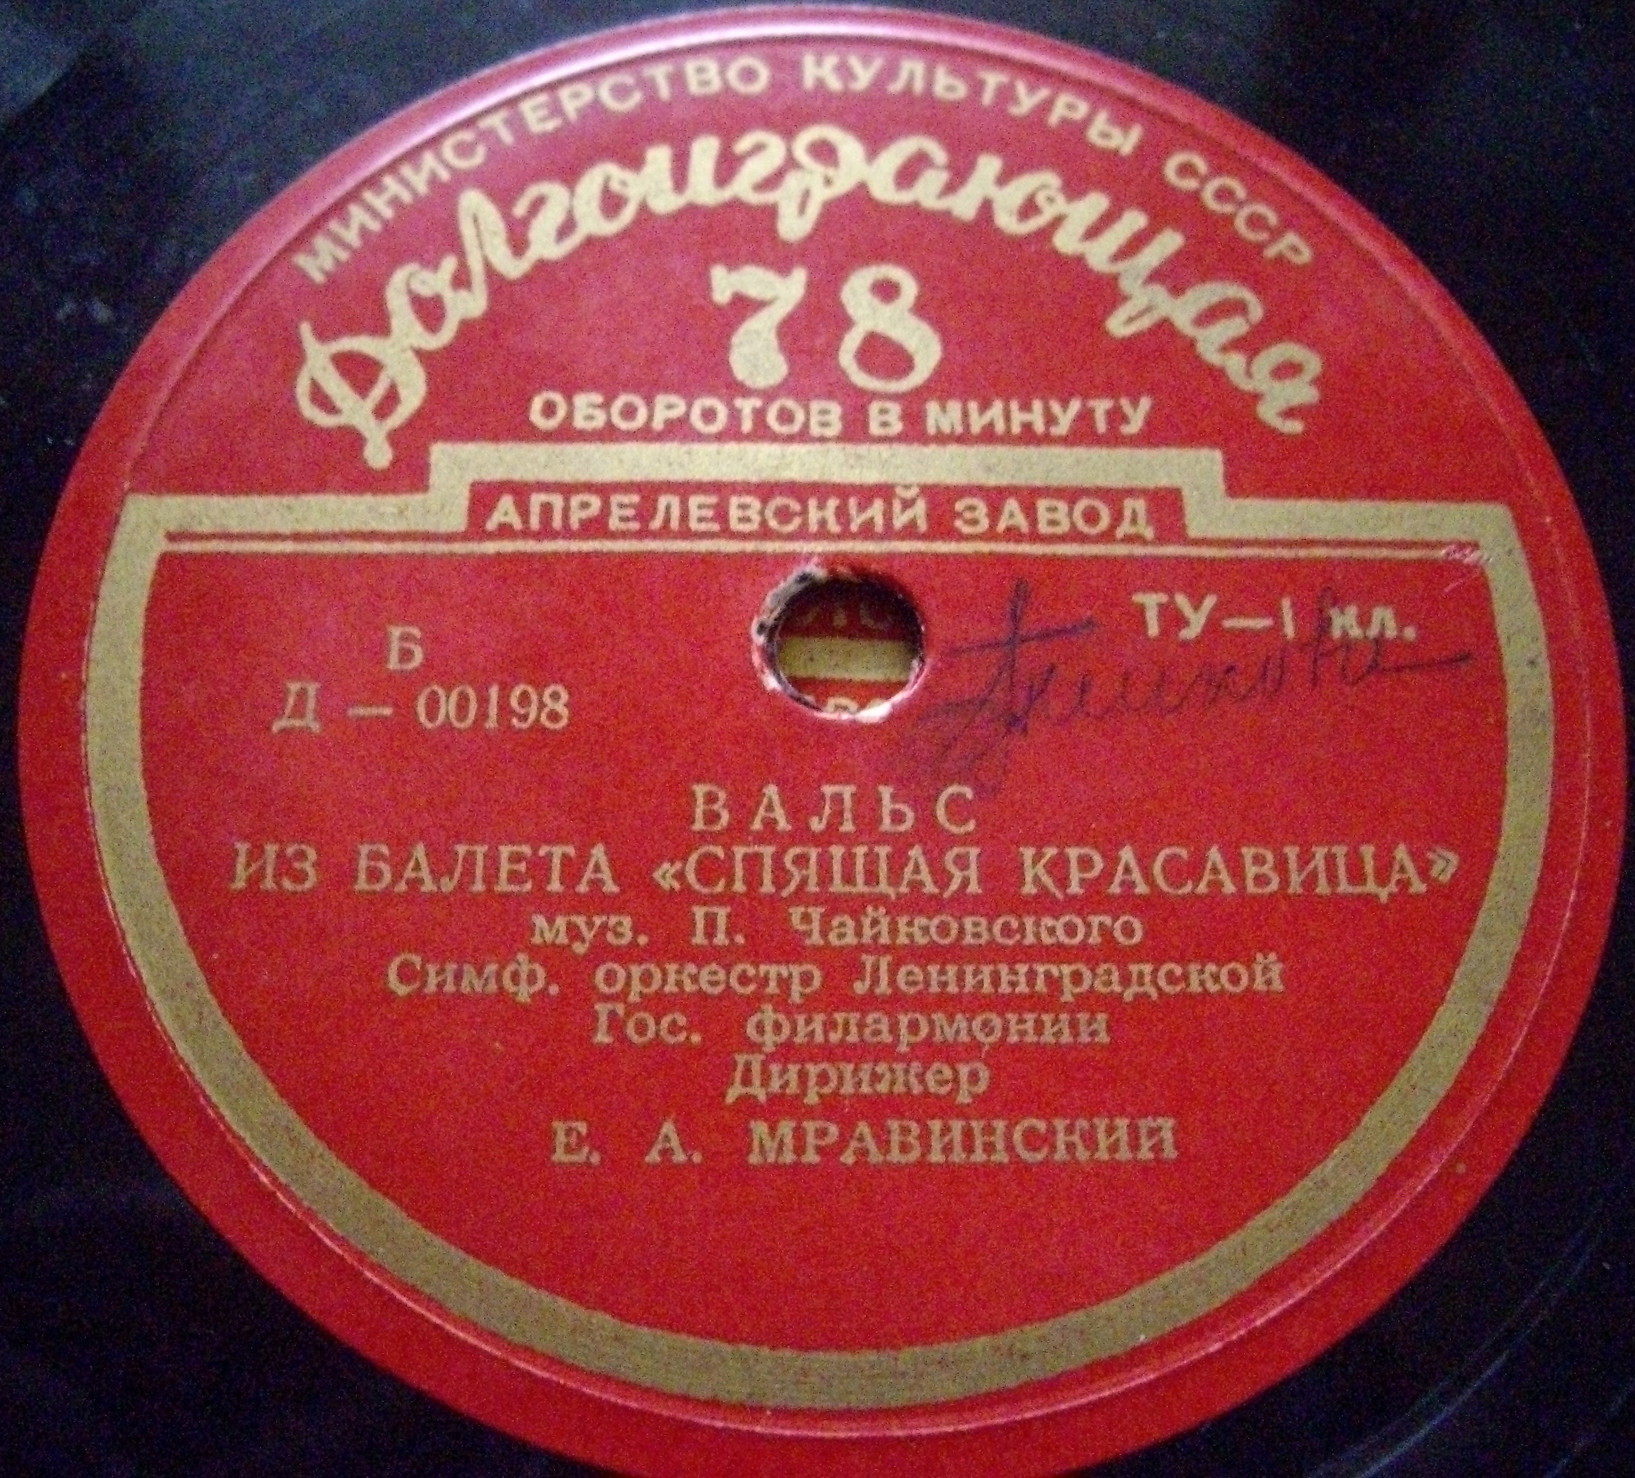 МИНИСТЕРСТВО КУЛЬТУРЫ СССР
Долгоиграющая
78
ОБОРОТОВ В МИНУТУ
АПРЕЛЕВСКИЙ ЗАВОД
ТУ—1 кл.
Б
Д — 00198
ВАЛЬС
ИЗ БАЛЕТА «СПЯЩАЯ КРАСАВИЦА»
муз. П. Чайковского
Симф. оркестр Ленинградской
Гос. филармонии
Дирижер
Е. А. МРАВИНСКИЙ